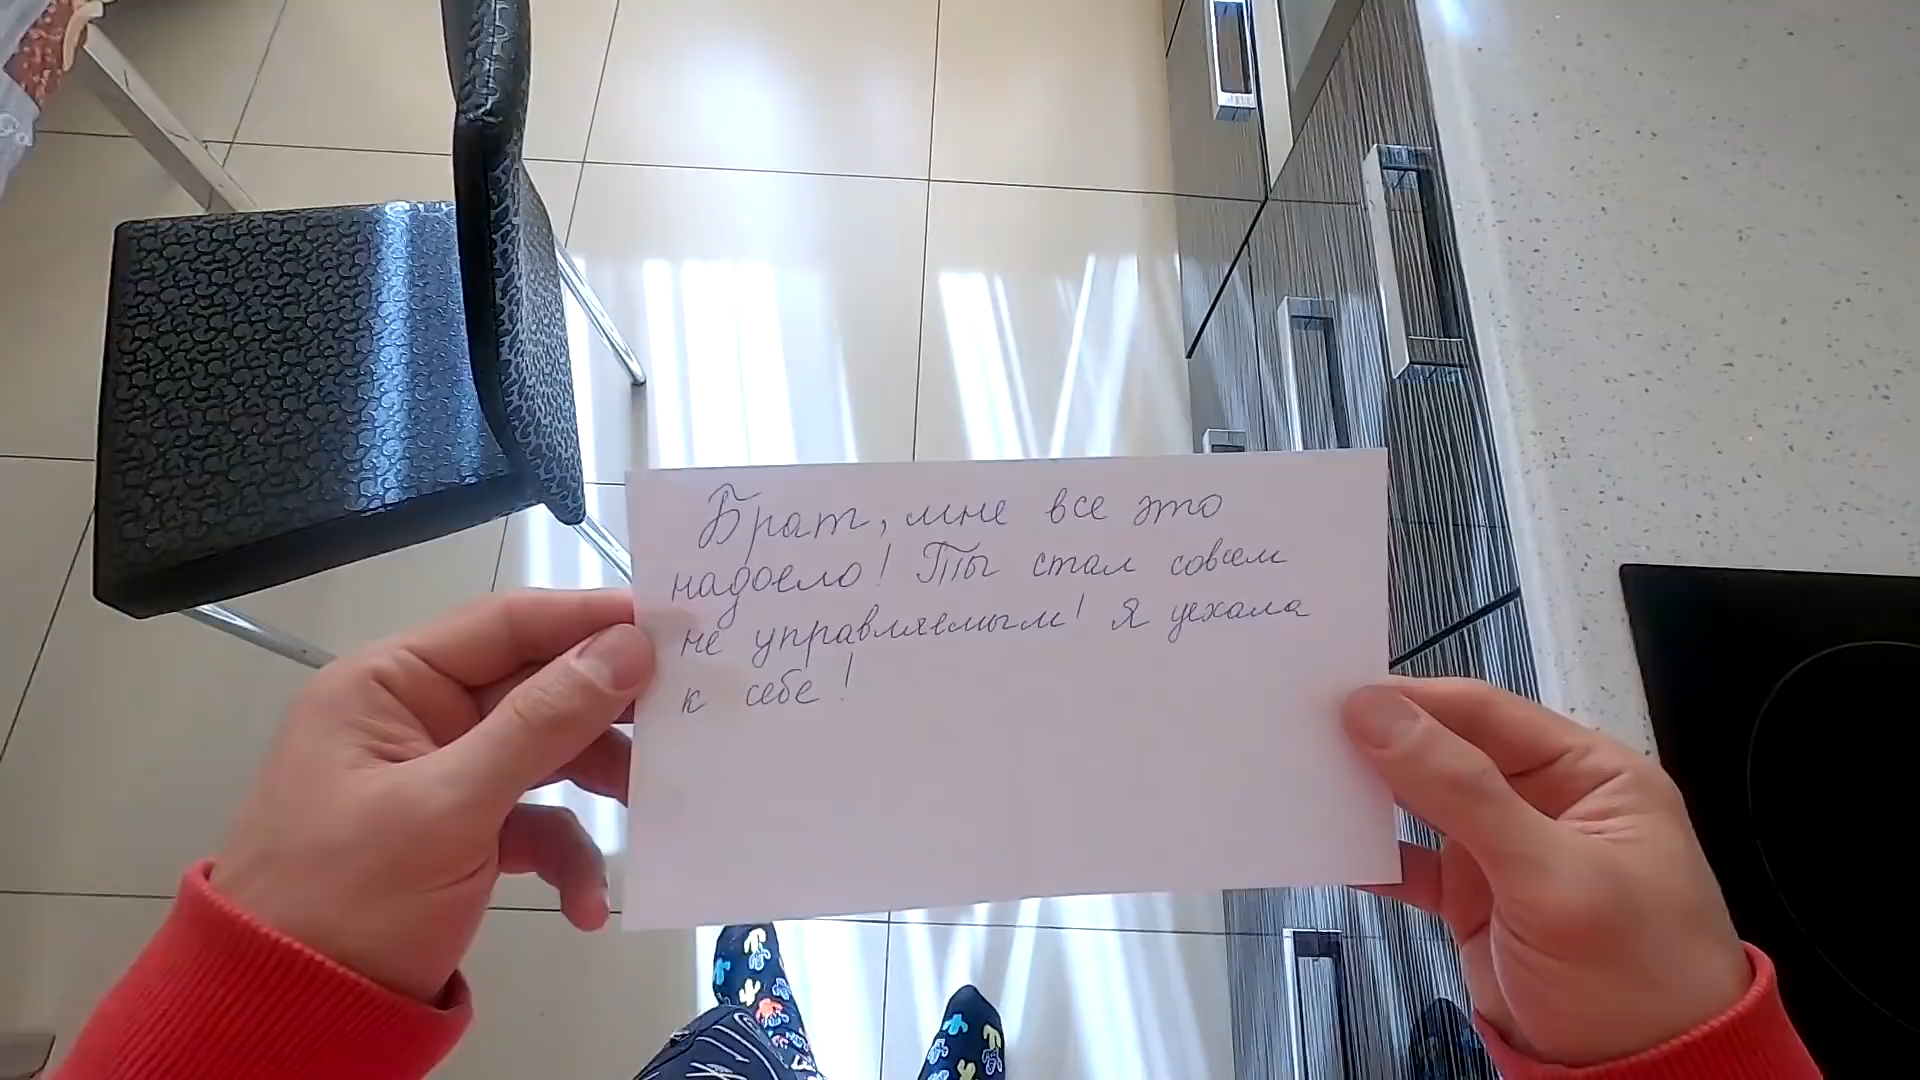 Брат, мне все это
надоело! Ты стал совсем
не управляемым! Я уехала
к себе!